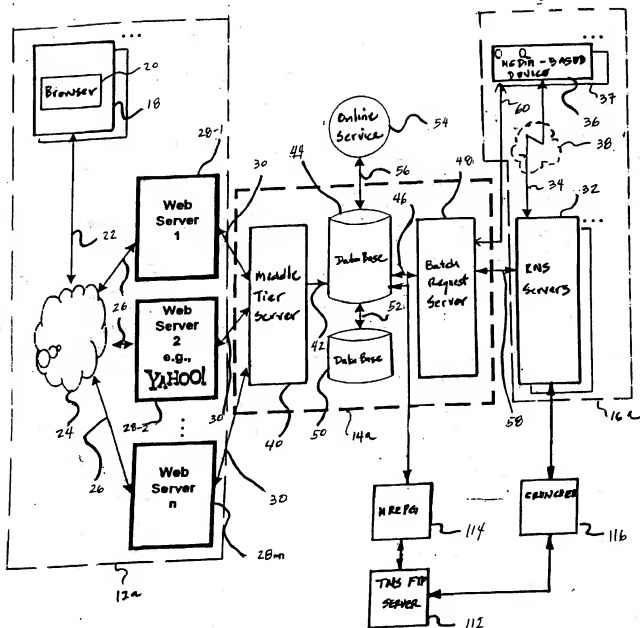 20
Browser
18
28-1
22
Web
Server
1
30
26
26
Web
Server
2
e.g.,
YAHOO!
24
28-2
30
26
Web
Server
n
30
28-n
12a
Online
Service
54
56
44
48
46
Middle
Tier
Server
Data Base
Batch
Request
Server
42
52
Data Base
40
50
14a
58
MEDIA-BASED
DEVICE
60
37
36
38
34
32
RNS
Servers
16a
CRUNCHER
116
114
TNS FTP
SERVER
112